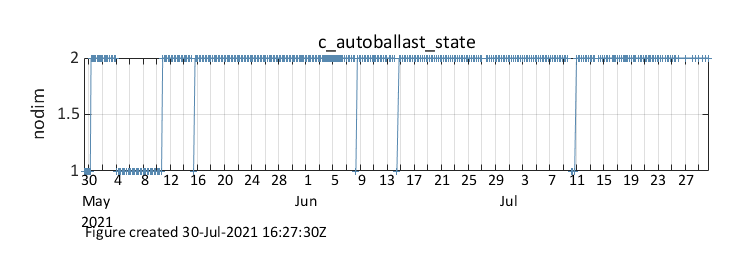 c_autoballast_state
2
1.5
1
nodim
30 4 8 12 16 20 24 28 1 5 9 13 17 21 25 29 3 7 11 15 19 23 27
May Jun Jul
2021
Figure created 30-Jul-2021 16:27:30Z